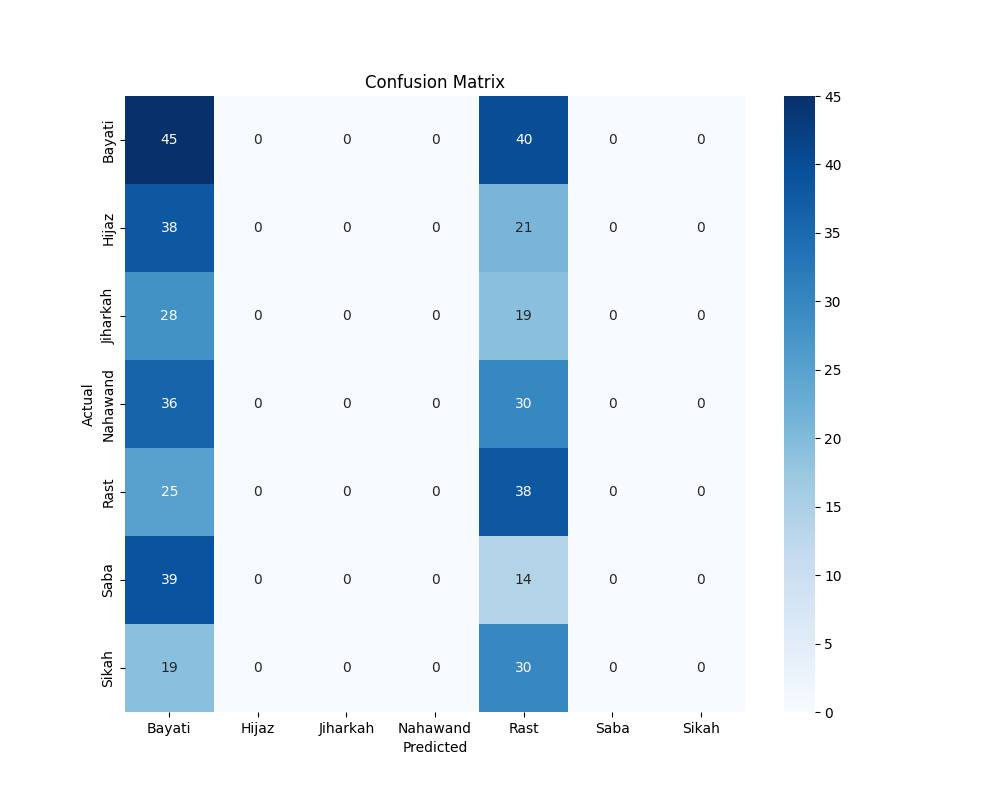 Confusion Matrix
Actual
Bayati 45 0 0 0 40 0 0
Hijaz 38 0 0 0 21 0 0
Jiharkah 28 0 0 0 19 0 0
Nahawand 36 0 0 0 30 0 0
Rast 25 0 0 0 38 0 0
Saba 39 0 0 0 14 0 0
Sikah 19 0 0 0 30 0 0
Bayati Hijaz Jiharkah Nahawand Rast Saba Sikah
Predicted
45
40
35
30
25
20
15
10
5
0